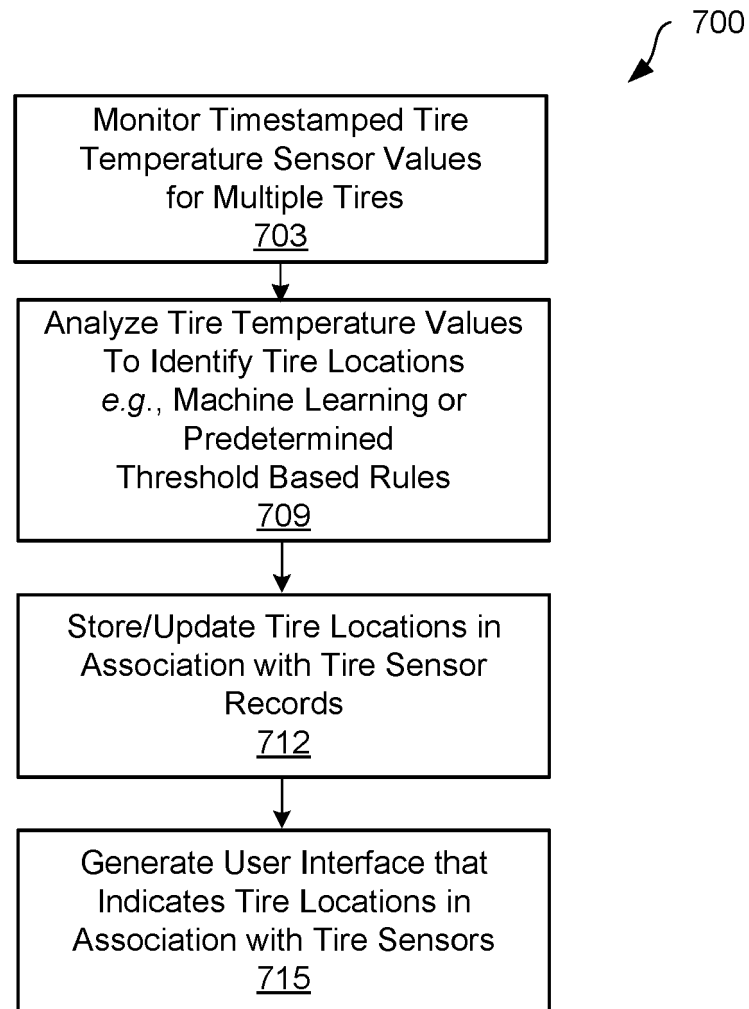 700
Monitor Timestamped Tire
Temperature Sensor Values
for Multiple Tires
703
Analyze Tire Temperature Values
To Identify Tire Locations
e.g., Machine Learning or
Predetermined
Threshold Based Rules
709
Store/Update Tire Locations in
Association with Tire Sensor
Records
712
Generate User Interface that
Indicates Tire Locations in
Association with Tire Sensors
715